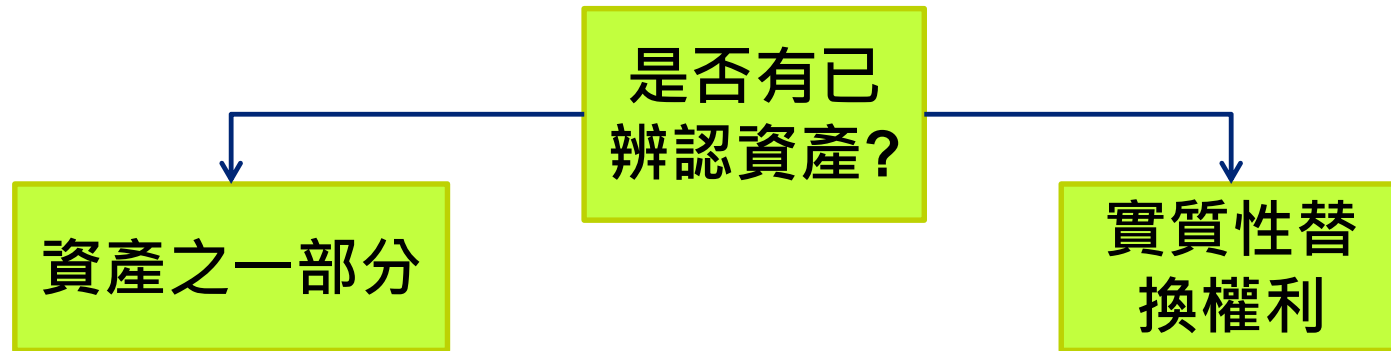 是否有已
辨認資產?
資產之一部分
實質性替
換權利